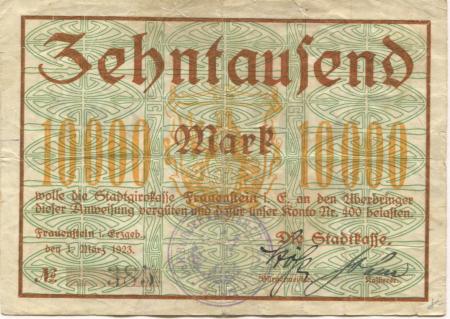 Zehntausend
10000 Mark 10000
wolle die Stadtgirokasse Frauenstein i. E. an den Überbringer
dieser Anweisung vergüten und dafür unser Konto Nr. 400 belasten.
Frauenstein i. Erzgeb.,
den 1. März 1923.
Die Stadtkasse.
№
Bürgermeister.